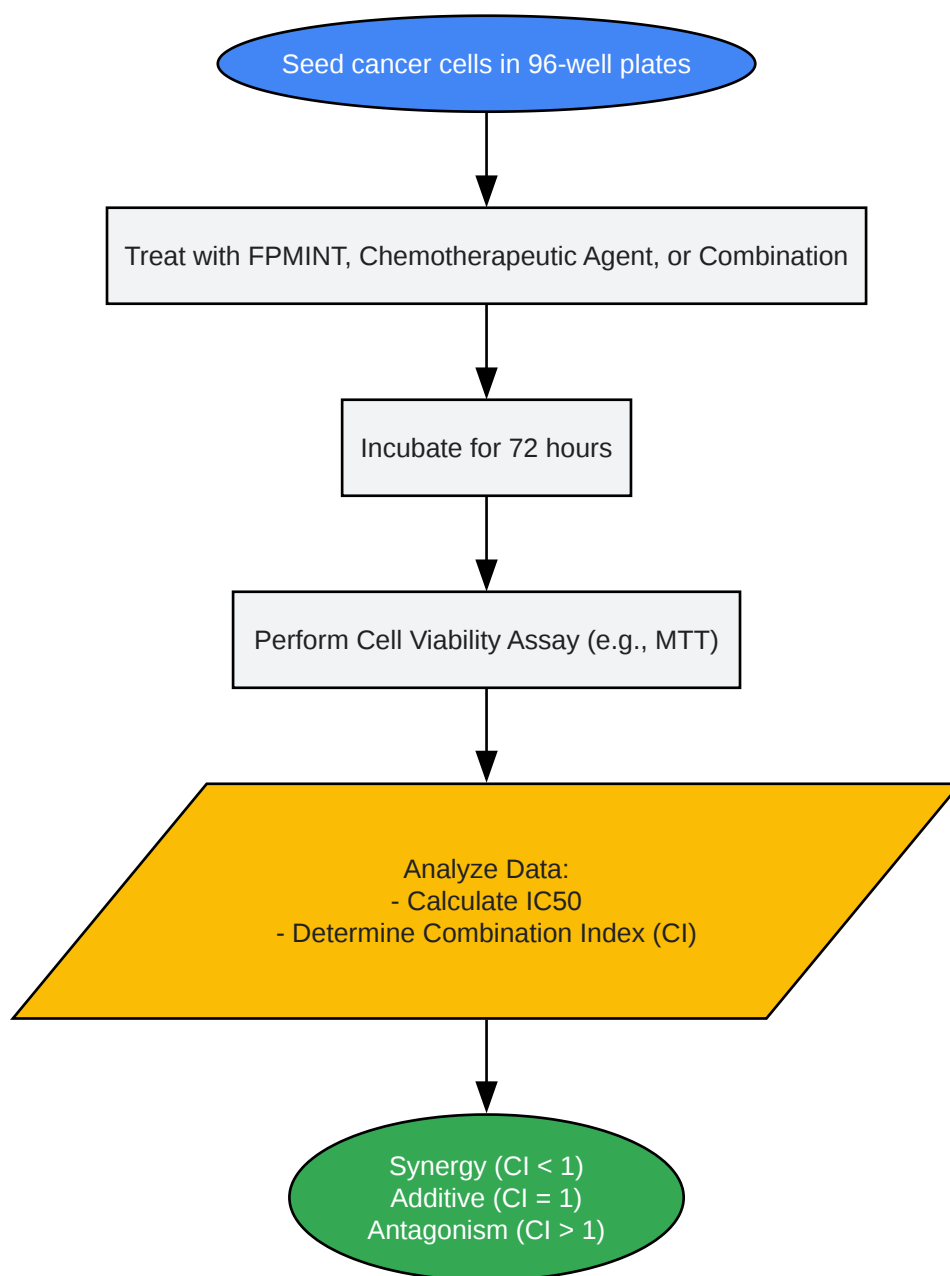 Seed cancer cells in 96-well plates
Treat with FPMINT, Chemotherapeutic Agent, or Combination
Incubate for 72 hours
Perform Cell Viability Assay (e.g., MTT)
Analyze Data:
- Calculate IC50
- Determine Combination Index (CI)
Synergy (CI < 1)
Additive (CI = 1)
Antagonism (CI > 1)